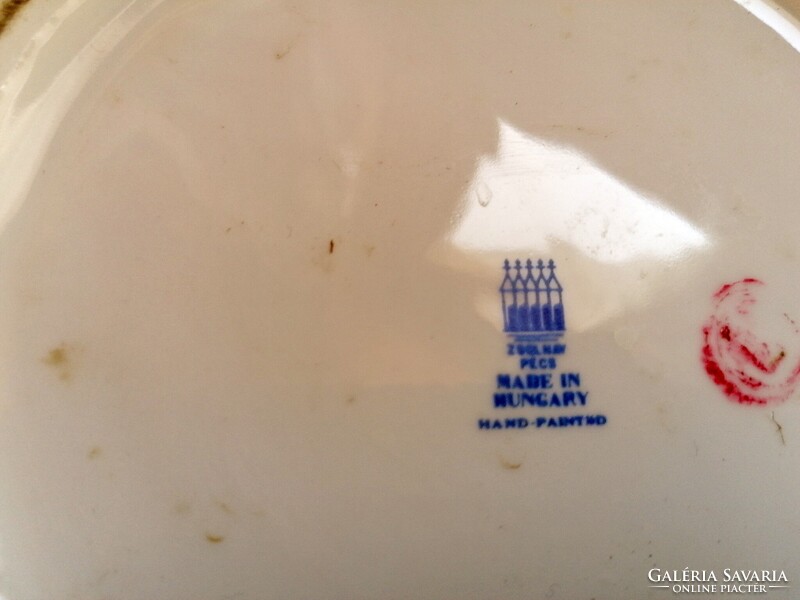 ZSOLNAY
PÉCS
MADE IN
HUNGARY
HAND-PAINTED
GALÉRIA SAVARIA
ONLINE PIACTÉR